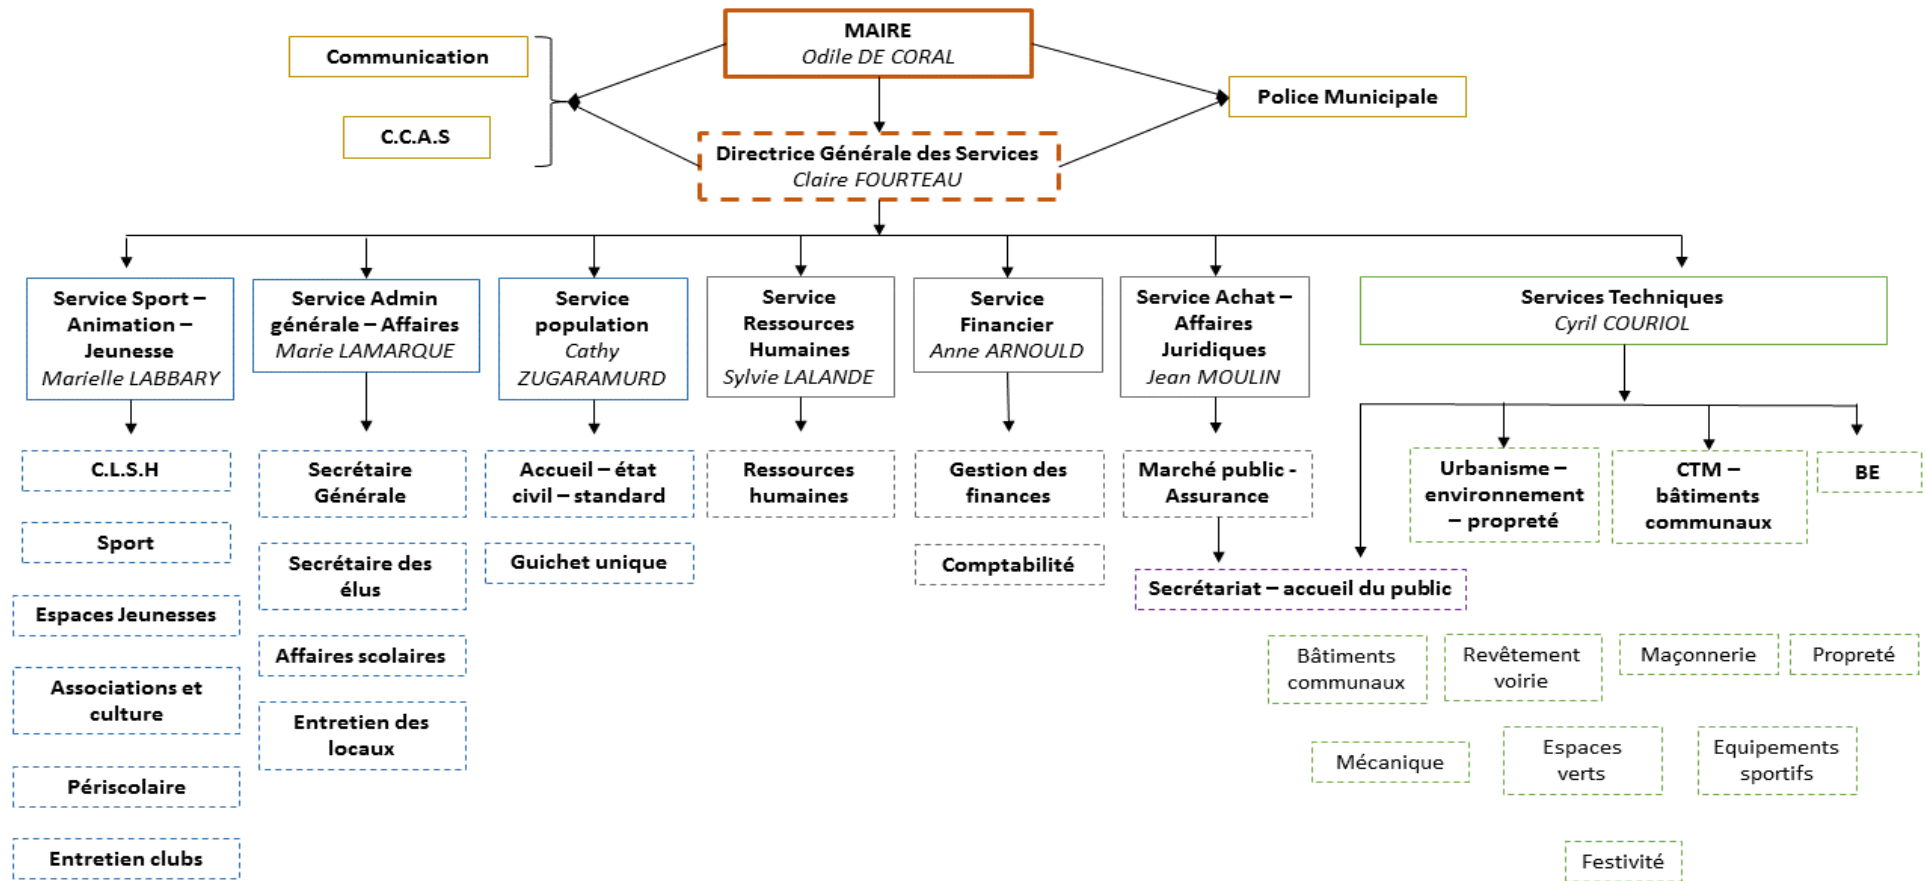 MAIRE
Odile DE CORAL
Communication
C.C.A.S
Police Municipale
Directrice Générale des Services
Claire FOURTEAU
Service Sport –
Animation –
Jeunesse
Marielle LABBARY
Service Admin
générale – Affaires
Marie LAMARQUE
Service
population
Cathy
ZUGARAMURD
Service
Ressources
Humaines
Sylvie LALANDE
Service
Financier
Anne ARNOULD
Service Achat –
Affaires
Juridiques
Jean MOULIN
Services Techniques
Cyril COURIOL
C.L.S.H
Sport
Espaces Jeunesses
Associations et
culture
Périscolaire
Entretien clubs
Secrétaire
Générale
Secrétaire des
élus
Affaires scolaires
Entretien des
locaux
Accueil – état
civil – standard
Guichet unique
Ressources
humaines
Gestion des
finances
Comptabilité
Marché public -
Assurance
Secrétariat – accueil du public
Urbanisme –
environnement
– propreté
CTM –
bâtiments
communaux
BE
Bâtiments
communaux
Revêtement
voirie
Maçonnerie
Propreté
Mécanique
Espaces
verts
Equipements
sportifs
Festivité